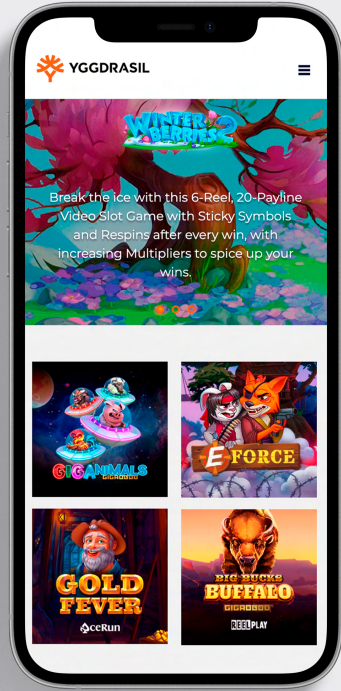 YGGDRASIL
WINTER
BERRIES 2
Break the ice with this 6-Reel, 20-Payline
Video Slot Game with Sticky Symbols
and Respins after every win, with
increasing Multipliers to spice up your
wins.
GIGANIMALS
GIGABLOX
E FORCE
GOLD
FEVER
AceRun
BIG BUCKS
BUFFALO
GIGABLOX
REELPLAY